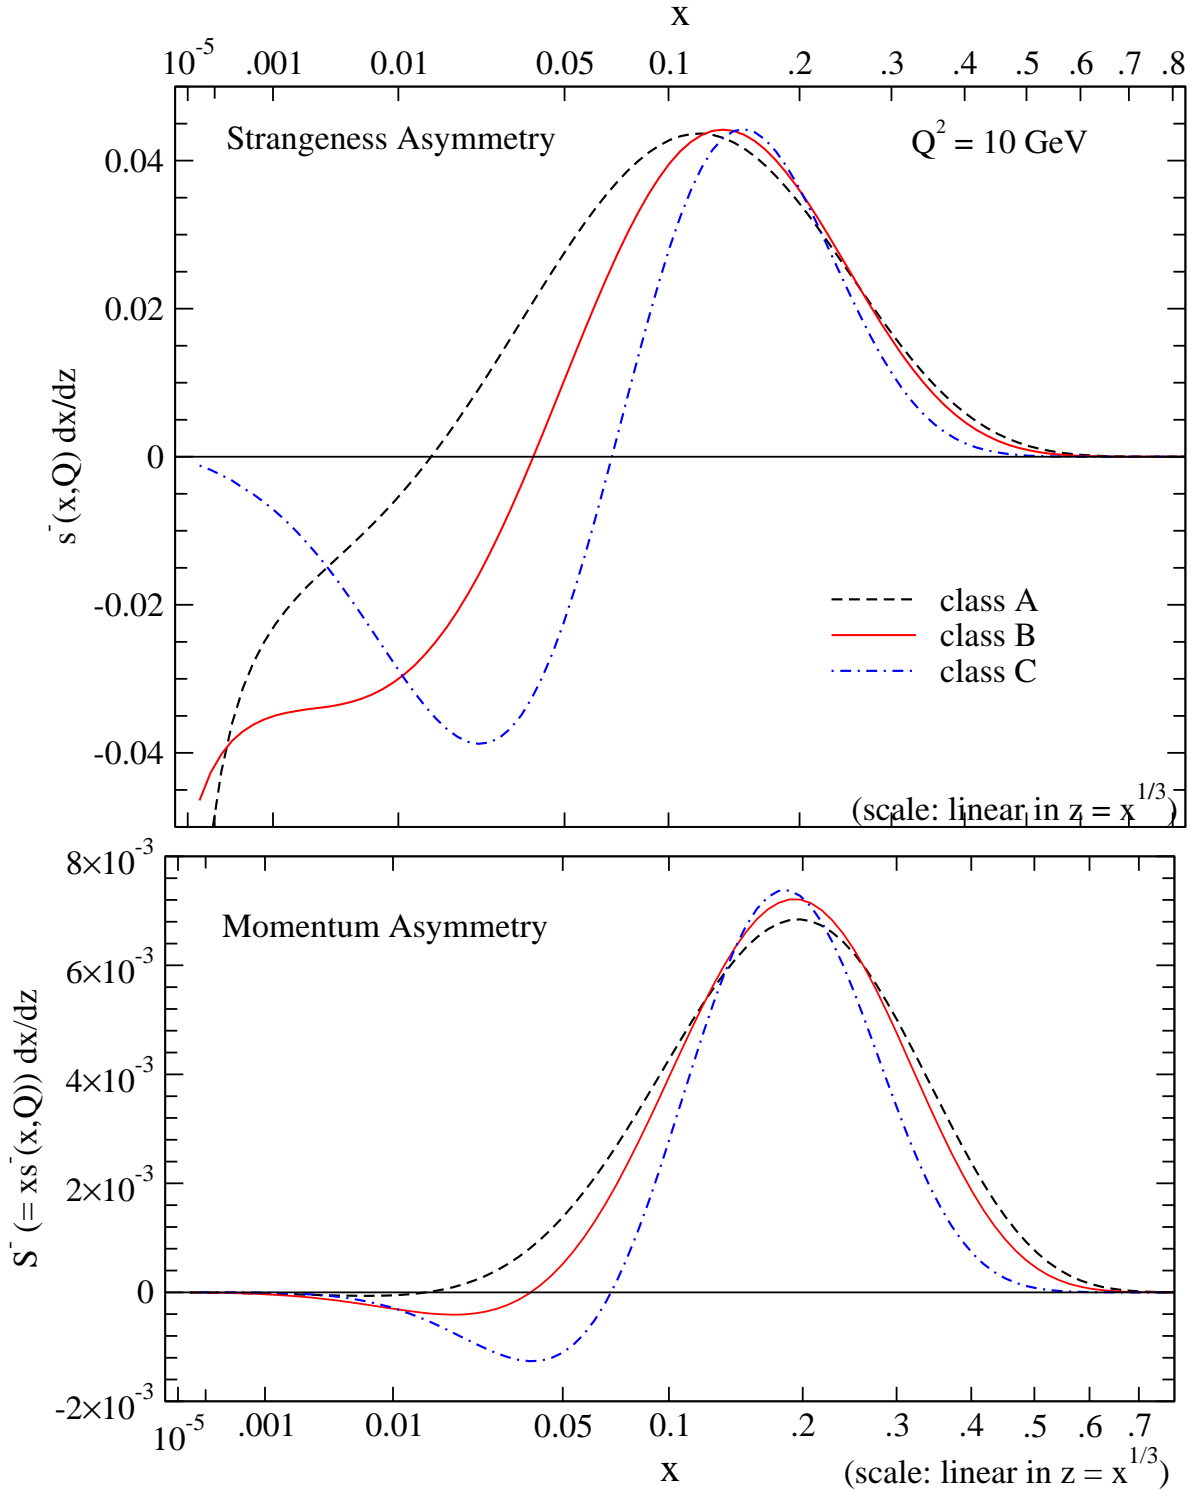 x
10⁻⁵ .001 0.01 0.05 0.1 .2 .3 .4 .5 .6 .7 .8
Strangeness Asymmetry
Q² = 10 GeV
0.04
0.02
0
-0.02
-0.04
s⁻(x,Q) dx/dz
class A
class B
class C
(scale: linear in z = x^1/3)
8×10⁻³
6×10⁻³
4×10⁻³
2×10⁻³
0
-2×10⁻³
Momentum Asymmetry
S⁻ (= xs⁻(x,Q)) dx/dz
10⁻⁵ .001 0.01 0.05 0.1 .2 .3 .4 .5 .6 .7
x
(scale: linear in z = x^1/3)